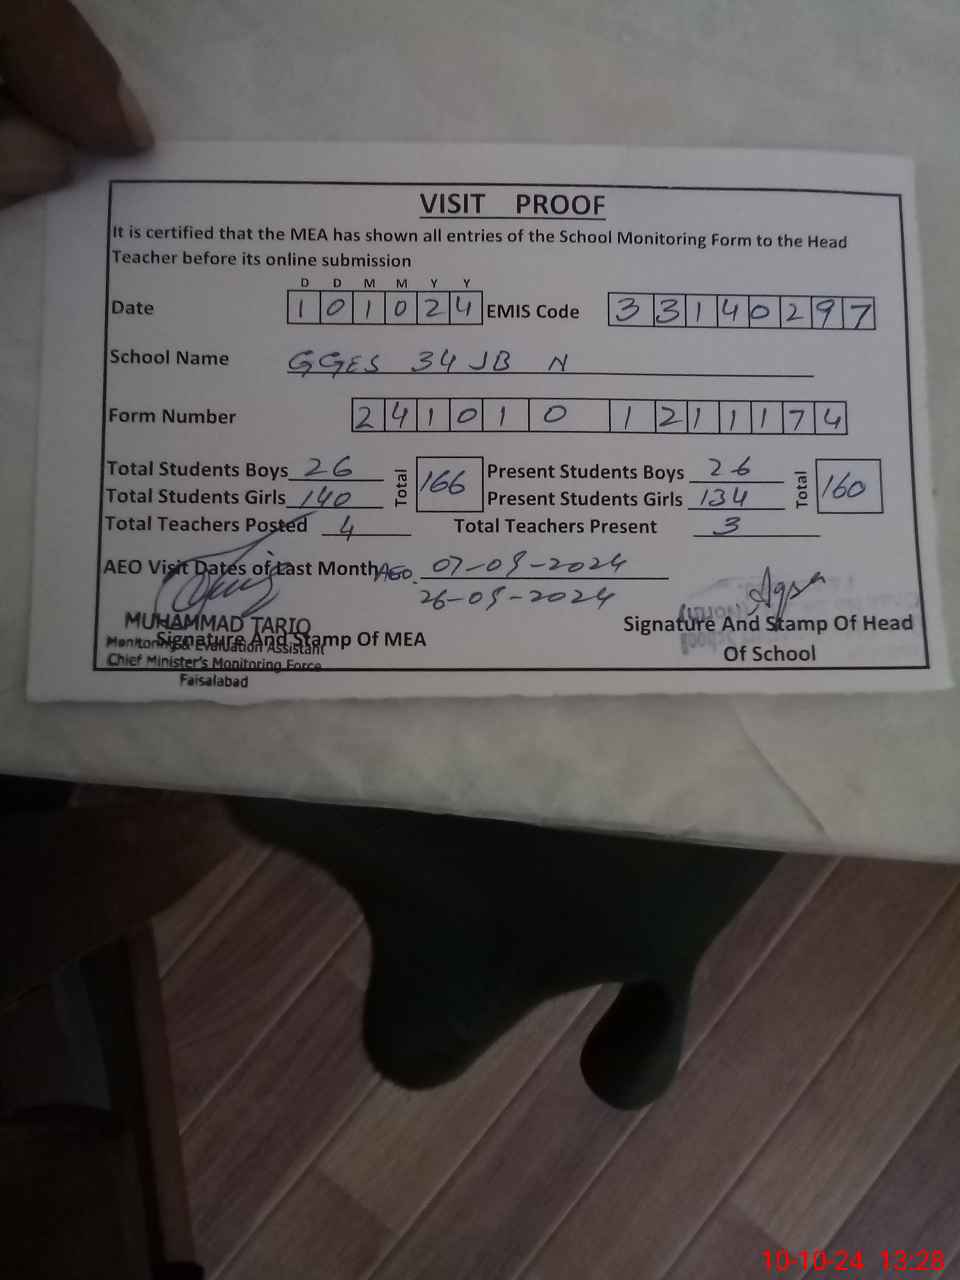 VISIT PROOF
It is certified that the MEA has shown all entries of the School Monitoring Form to the Head
Teacher before its online submission
D D M M Y Y
Date 1 0 1 0 2 4 EMIS Code 3 3 1 4 0 2 9 7
School Name GGES 34 JB N
Form Number 2 4 1 0 1 0 1 2 1 1 1 7 4
Total Students Boys 26 Total 166 Present Students Boys 26 Total 160
Total Students Girls 140 Present Students Girls 134
Total Teachers Posted 4 Total Teachers Present 3
AEO Visit Dates of Last Month AEO. 07-09-2024
26-09-2024
MUHAMMAD TARIQ
Signature And Stamp Of MEA
Monitoring & Evaluation Assistant
Chief Minister's Monitoring Force
Faisalabad
Signature And Stamp Of Head
Of School
10-10-24 13:28